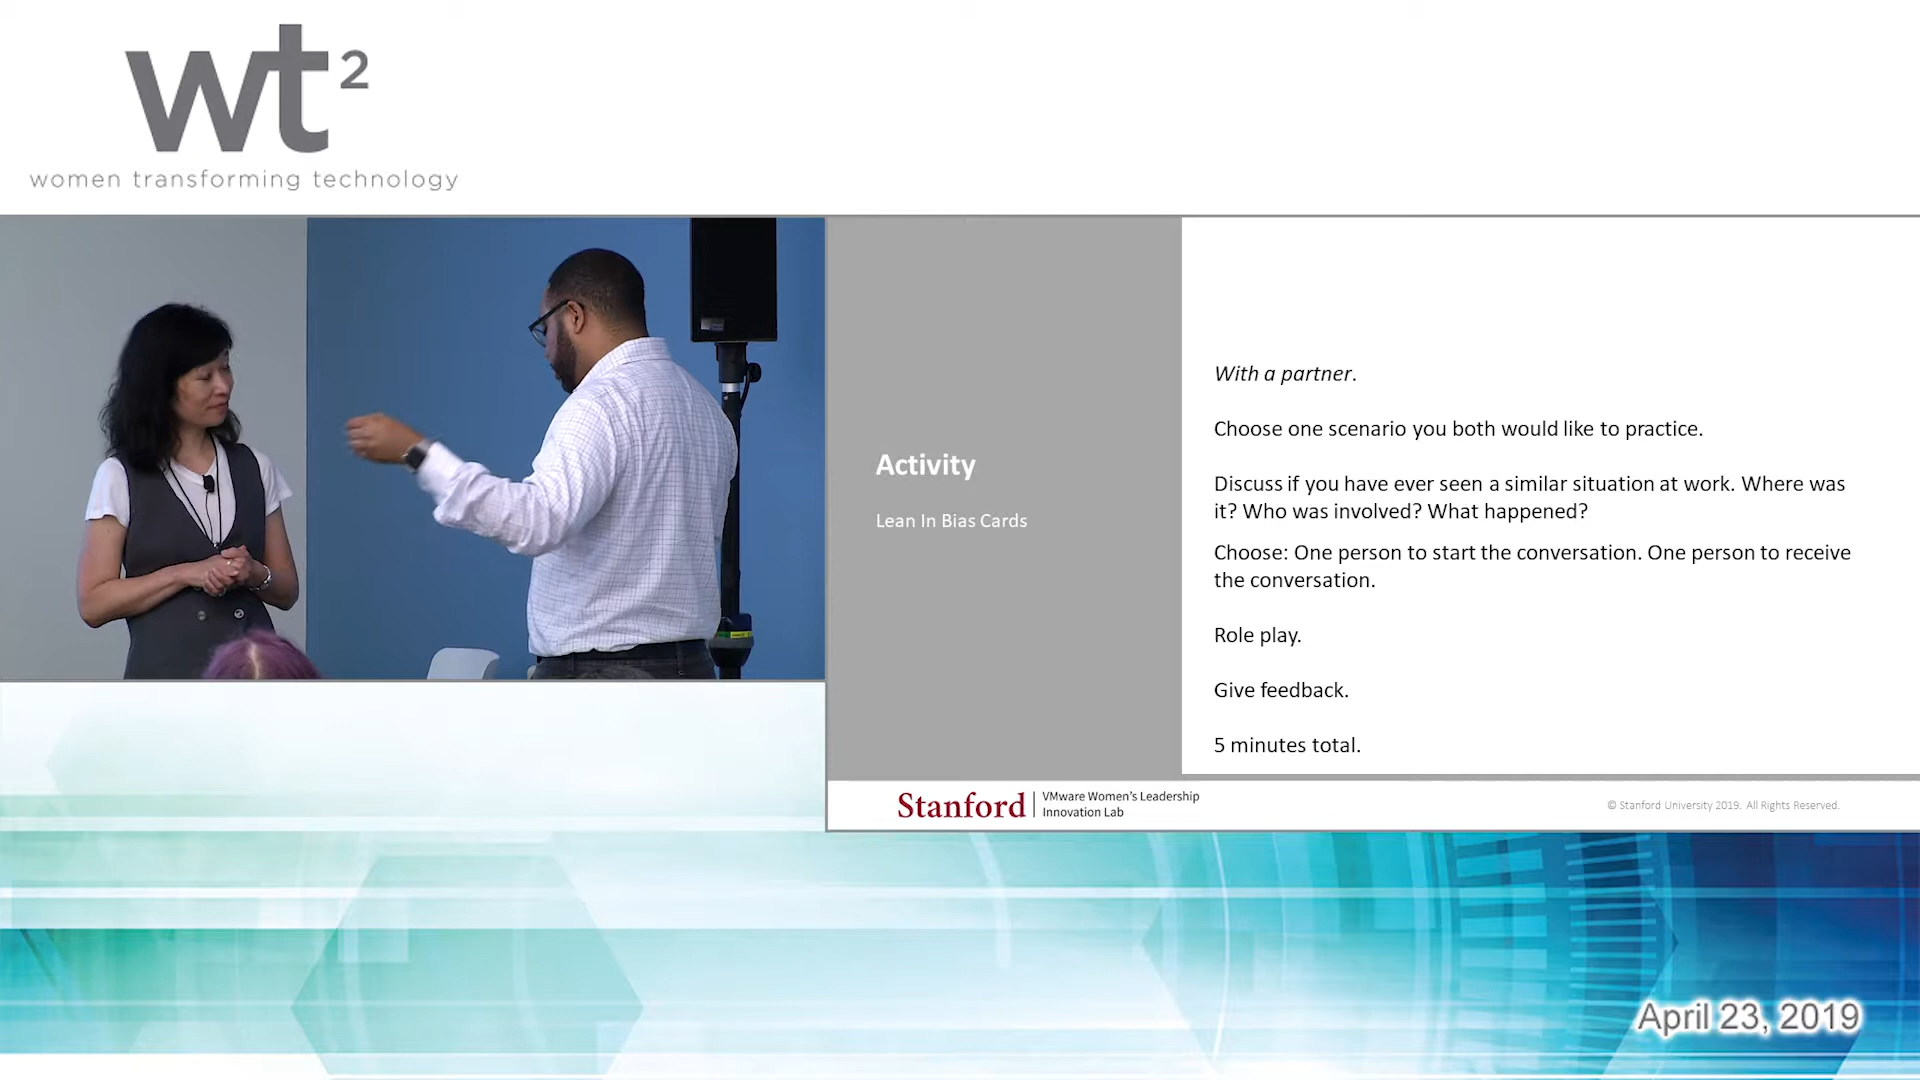 wt²
women transforming technology
Activity
Lean In Bias Cards
With a partner.
Choose one scenario you both would like to practice.
Discuss if you have ever seen a similar situation at work. Where was
it? Who was involved? What happened?
Choose: One person to start the conversation. One person to receive
the conversation.
Role play.
Give feedback.
5 minutes total.
Stanford
VMware Women's Leadership
Innovation Lab
© Stanford University 2019. All Rights Reserved.
April 23, 2019